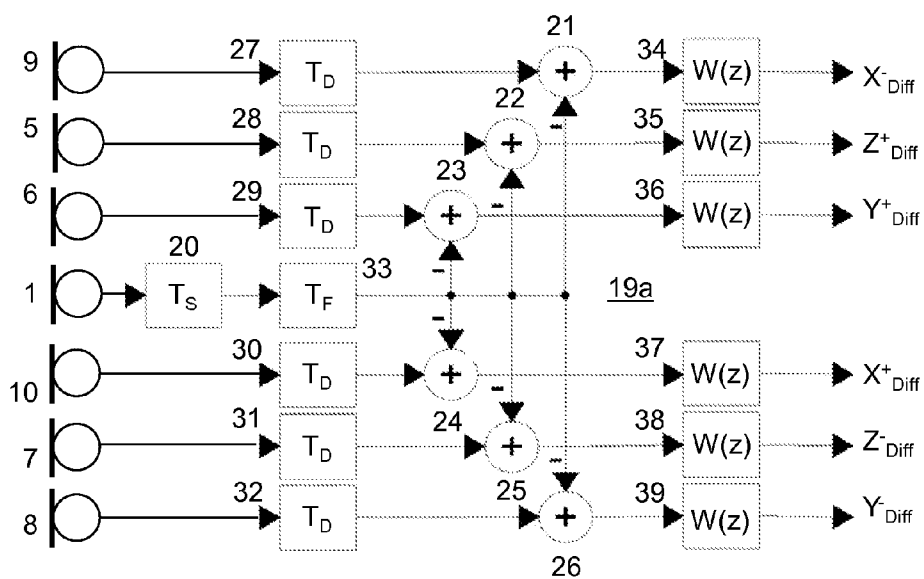 21
9 27 T_D + 34 W(z) X⁻_Diff
22
5 28 T_D + - 35 W(z) Z⁺_Diff
23
6 29 T_D + - 36 W(z) Y⁺_Diff
20 - -
1 T_S T_F 33 19a
-
30 37
10 T_D + - W(z) X⁺_Diff
31 24 38
7 T_D + - W(z) Z⁻_Diff
32 25 39
8 T_D + W(z) Y⁻_Diff
26